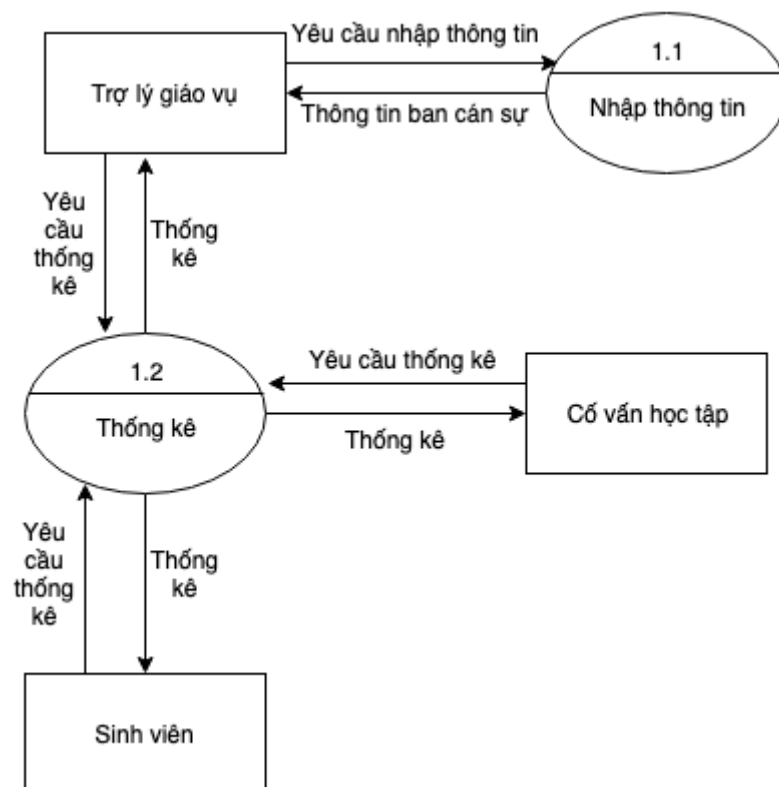 Yêu cầu nhập thông tin
1.1
Trợ lý giáo vụ
Thông tin ban cán sự
Nhập thông tin
Yêu
cầu
thống
kê
Thống
kê
1.2
Thống kê
Yêu cầu thống kê
Thống kê
Cố vấn học tập
Yêu
cầu
thống
kê
Thống
kê
Sinh viên